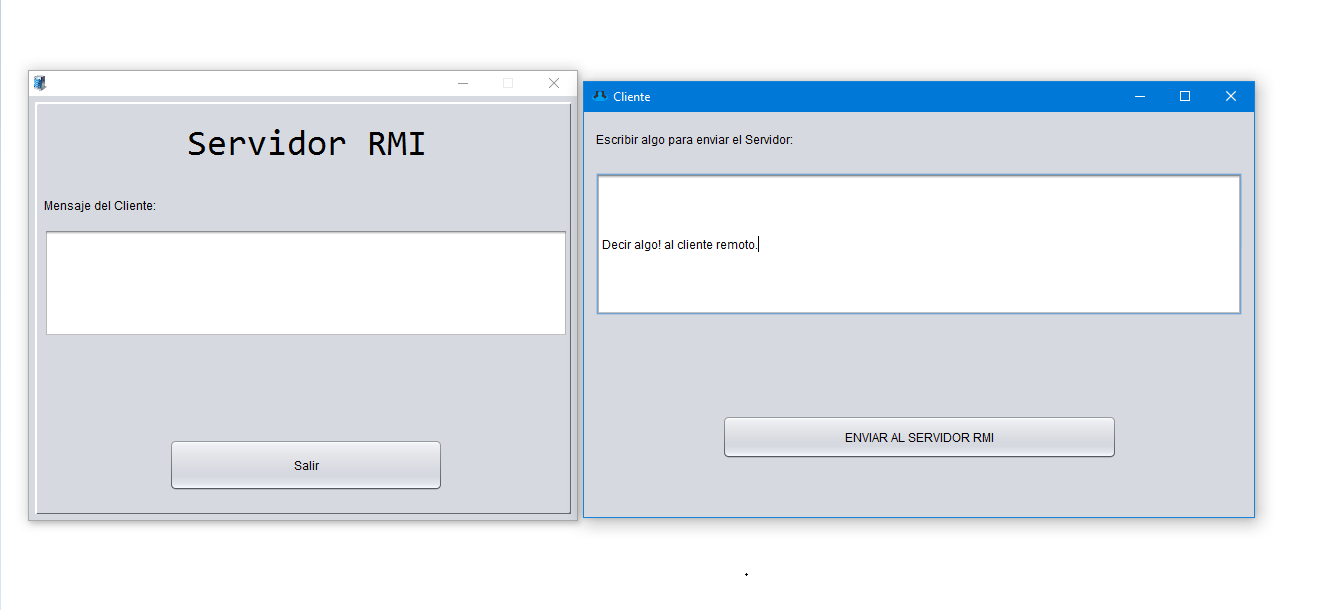 Servidor RMI
Mensaje del Cliente:
Salir
Cliente
Escribir algo para enviar el Servidor:
Decir algo! al cliente remoto.
ENVIAR AL SERVIDOR RMI